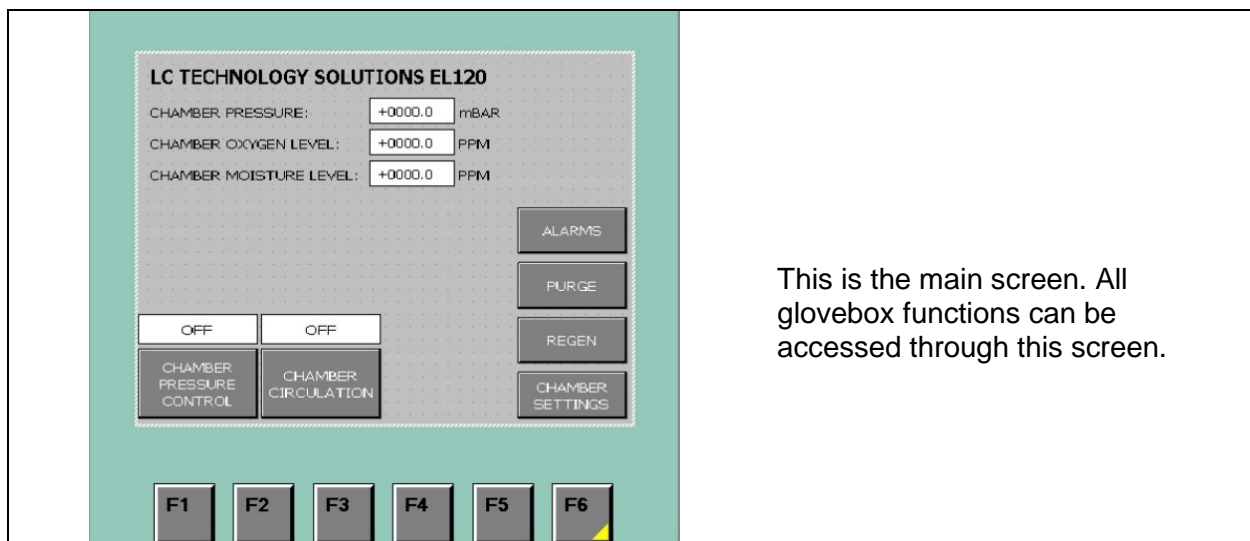 LC TECHNOLOGY SOLUTIONS EL120
CHAMBER PRESSURE: +0000.0 mBAR
CHAMBER OXYGEN LEVEL: +0000.0 PPM
CHAMBER MOISTURE LEVEL: +0000.0 PPM
ALARMS
PURGE
REGEN
CHAMBER
SETTINGS
OFF
CHAMBER
PRESSURE
CONTROL
OFF
CHAMBER
CIRCULATION
F1 F2 F3 F4 F5 F6
This is the main screen. All
glovebox functions can be
accessed through this screen.